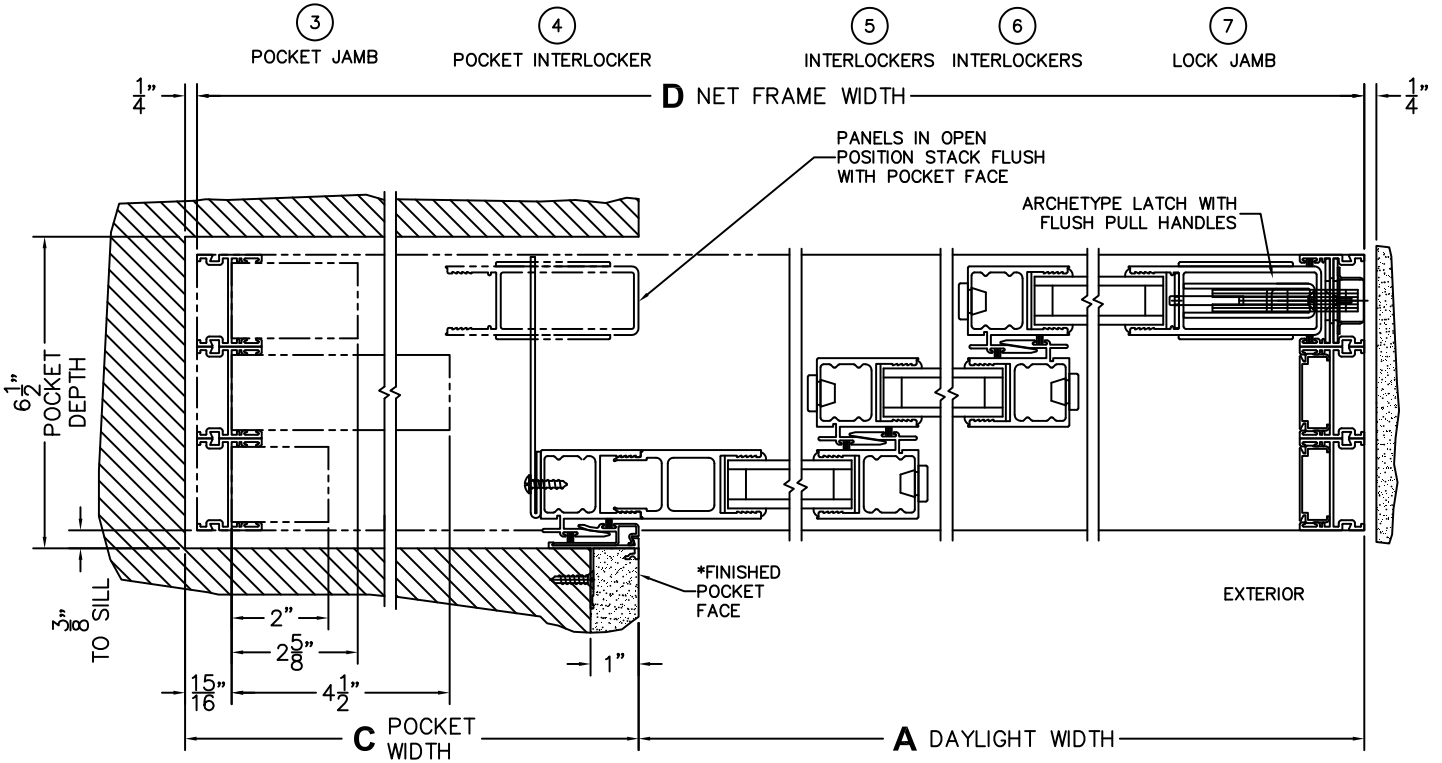 3
4
5
6
7
POCKET JAMB
POCKET INTERLOCKER
INTERLOCKERS
INTERLOCKERS
LOCK JAMB
1/4"
D NET FRAME WIDTH
1/4"
PANELS IN OPEN
POSITION STACK FLUSH
WITH POCKET FACE
ARCHETYPE LATCH WITH
FLUSH PULL HANDLES
6 1/2"
POCKET
DEPTH
*FINISHED
POCKET
FACE
EXTERIOR
3/8"
TO SILL
2"
2 5/8"
1"
15/16"
4 1/2"
C POCKET
WIDTH
A DAYLIGHT WIDTH